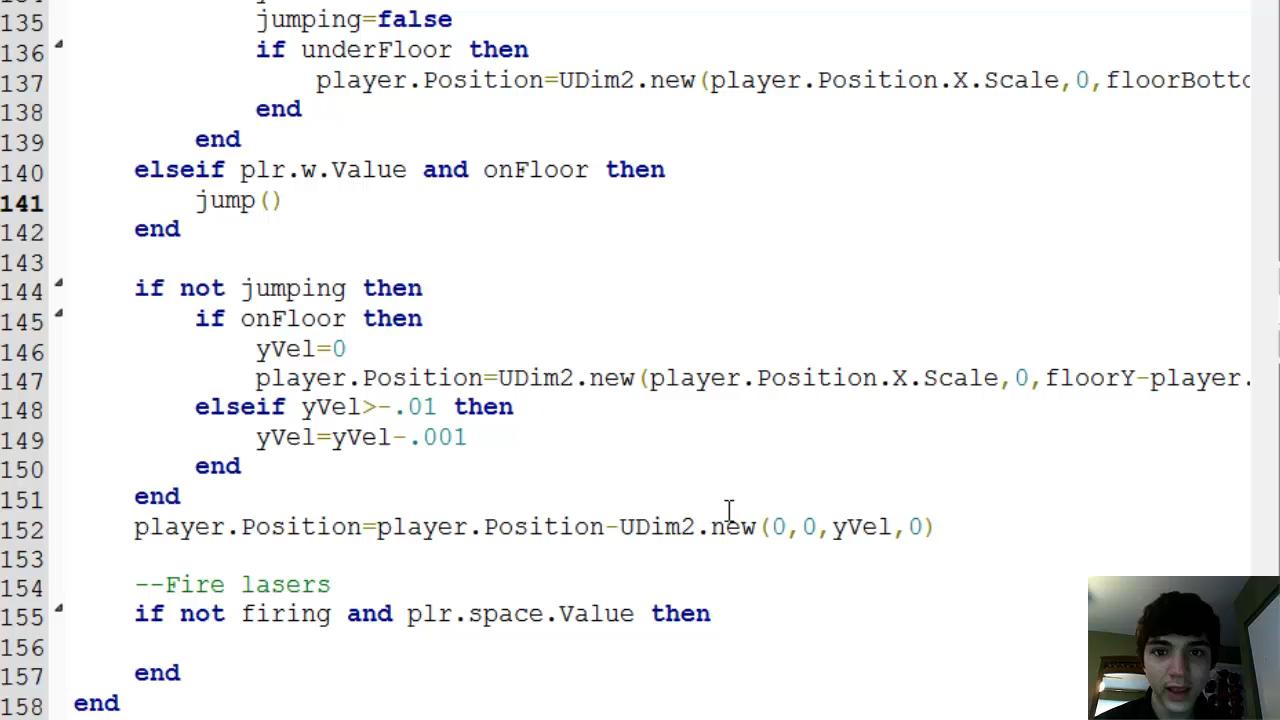 135 jumping=false
136 if underFloor then
137 player.Position=UDim2.new(player.Position.X.Scale,0,floorBotto
138 end
139 end
140 elseif plr.w.Value and onFloor then
141 jump()
142 end
143
144 if not jumping then
145 if onFloor then
146 yVel=0
147 player.Position=UDim2.new(player.Position.X.Scale,0,floorY-player.
148 elseif yVel>-.01 then
149 yVel=yVel-.001
150 end
151 end
152 player.Position=player.Position-UDim2.new(0,0,yVel,0)
153
154 --Fire lasers
155 if not firing and plr.space.Value then
156
157 end
158 end